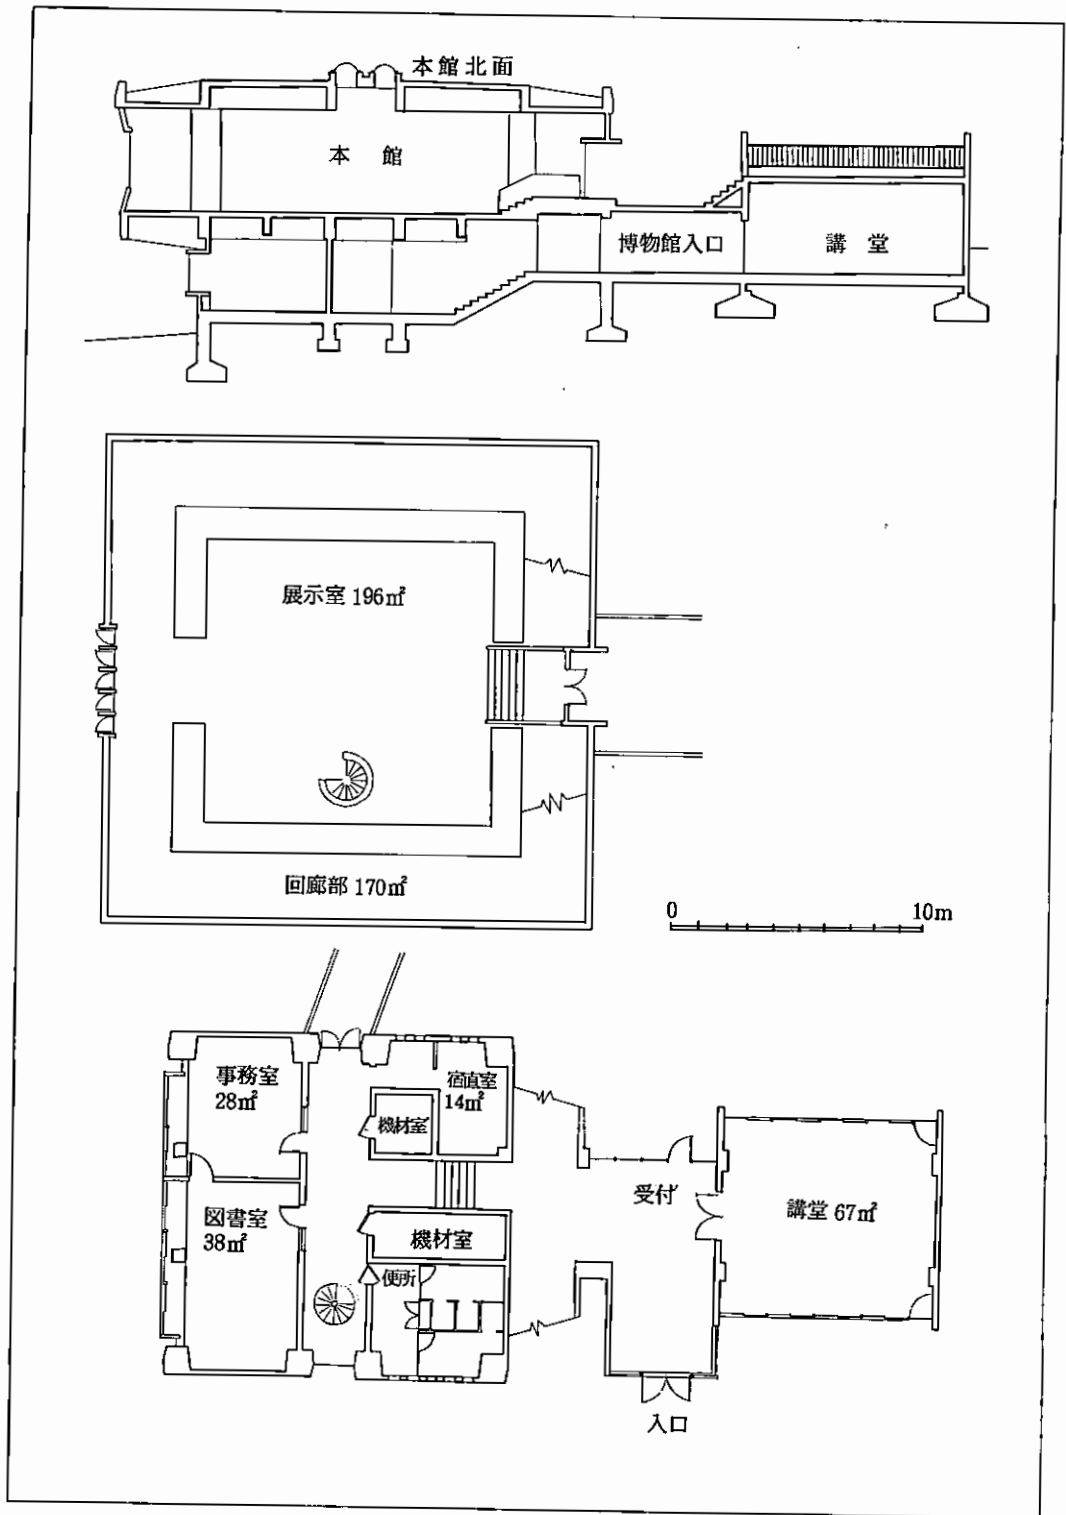 本館北面
本 館
博物館入口
講 堂
展示室 196㎡
回廊部 170㎡
0 10m
事務室
28㎡
宿直室
14㎡
機材室
図書室
38㎡
機材室
便所
受付
講堂 67㎡
入口